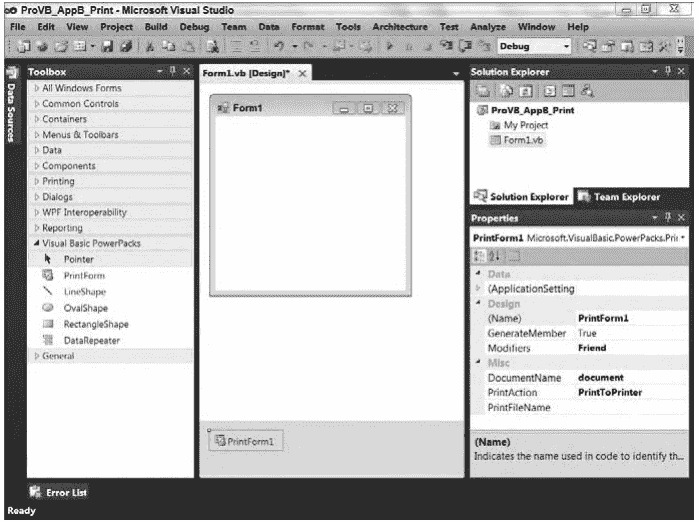 ProVB_AppB_Print - Microsoft Visual Studio
File Edit View Project Build Debug Team Data Format Tools Architecture Test Analyze Window Help
Debug
Data Sources
Toolbox
All Windows Forms
Common Controls
Containers
Menus & Toolbars
Data
Components
Printing
Dialogs
WPF Interoperability
Reporting
Visual Basic PowerPacks
Pointer
PrintForm
LineShape
OvalShape
RectangleShape
DataRepeater
General
Form1.vb [Design]*
Form1
PrintForm1
Solution Explorer
ProVB_AppB_Print
My Project
Form1.vb
Solution Explorer Team Explorer
Properties
PrintForm1 Microsoft.VisualBasic.PowerPacks.Pri
Data
(ApplicationSetting
Design
(Name) PrintForm1
GenerateMember True
Modifiers Friend
Misc
DocumentName document
PrintAction PrintToPrinter
PrintFileName
(Name)
Indicates the name used in code to identify th...
Error List
Ready